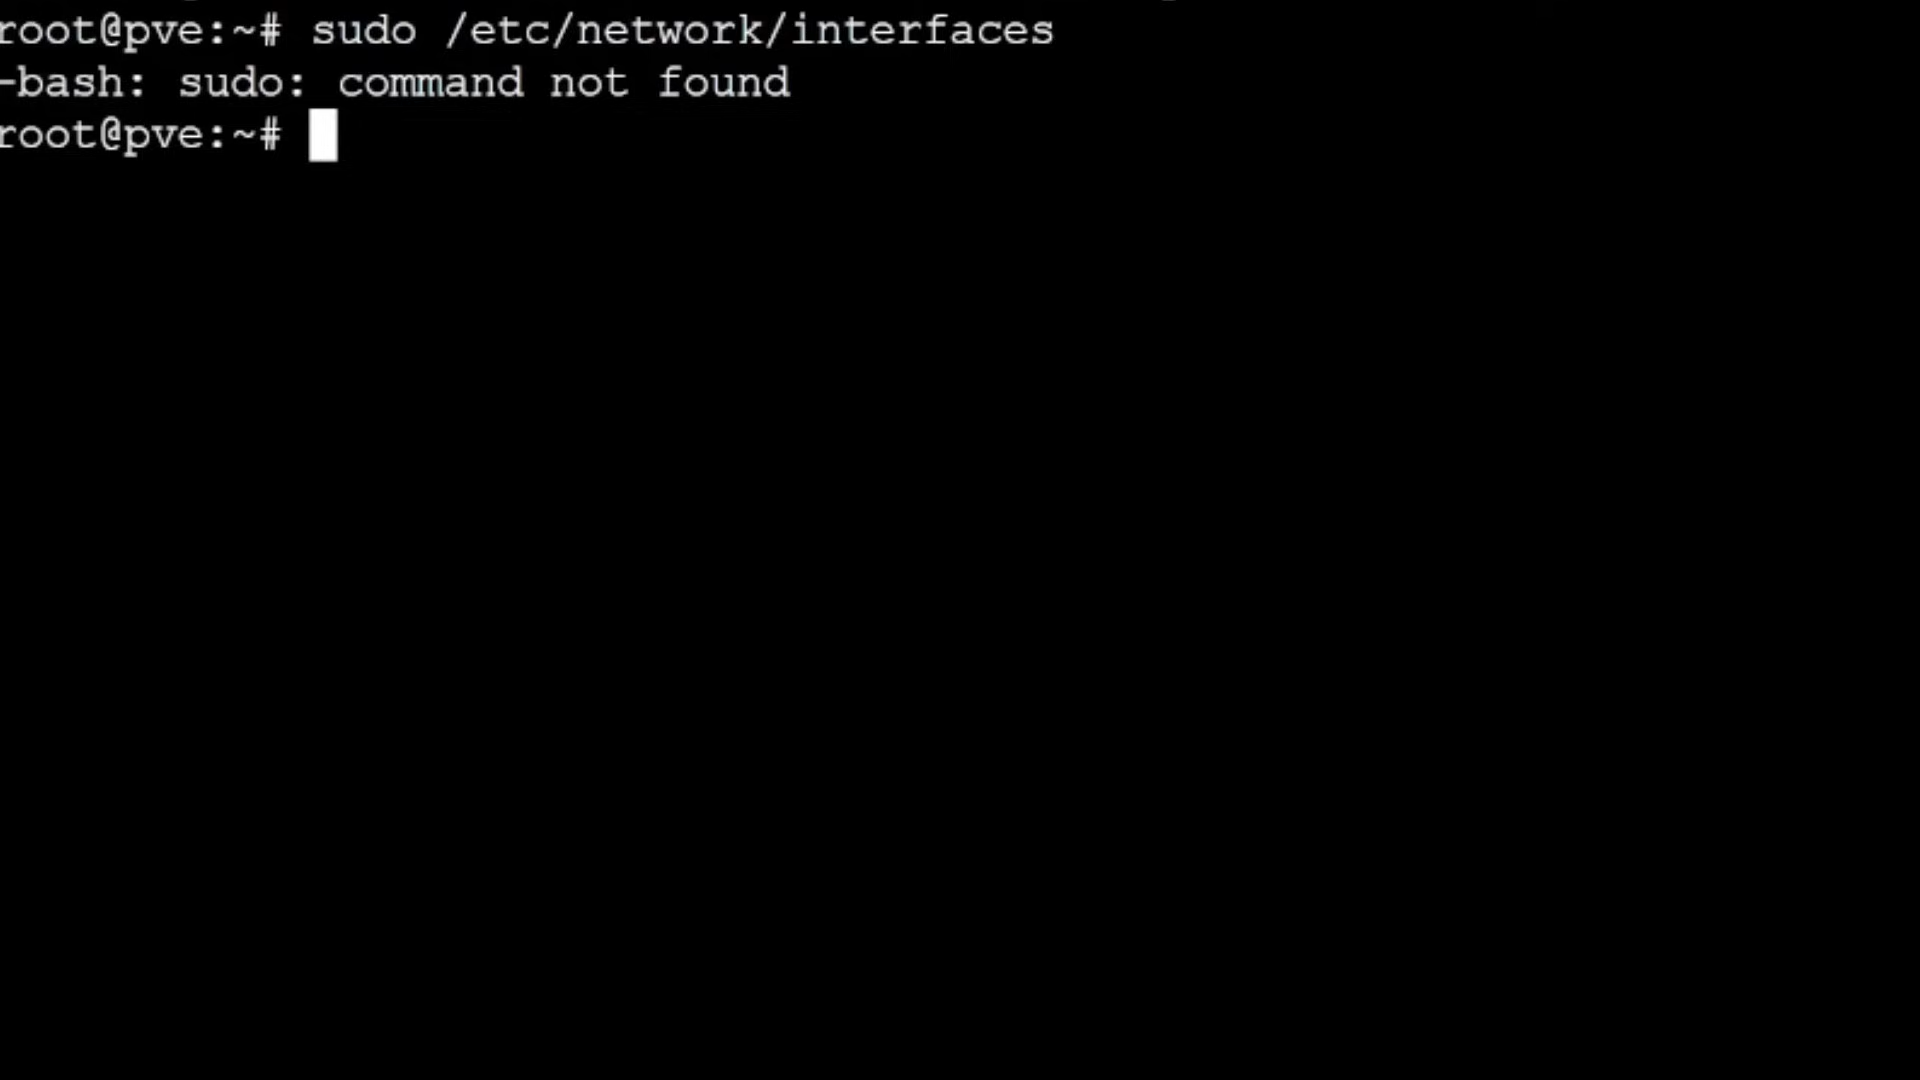 root@pve:~# sudo /etc/network/interfaces
-bash: sudo: command not found
root@pve:~#